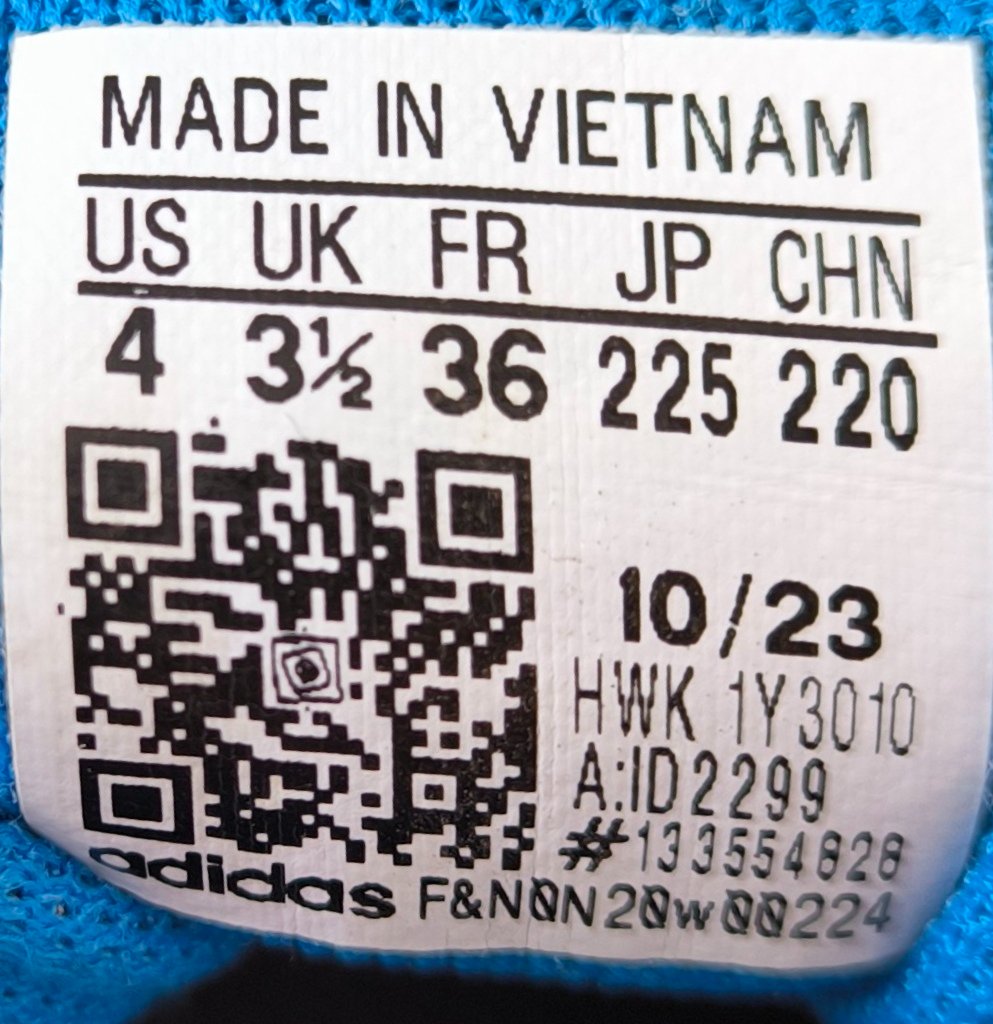 MADE IN VIETNAM
US UK FR JP CHN
4 3½ 36 225 220
10/23
HWK 1Y3010
A:ID2299
#133554828
adidas F&N0N20w00224